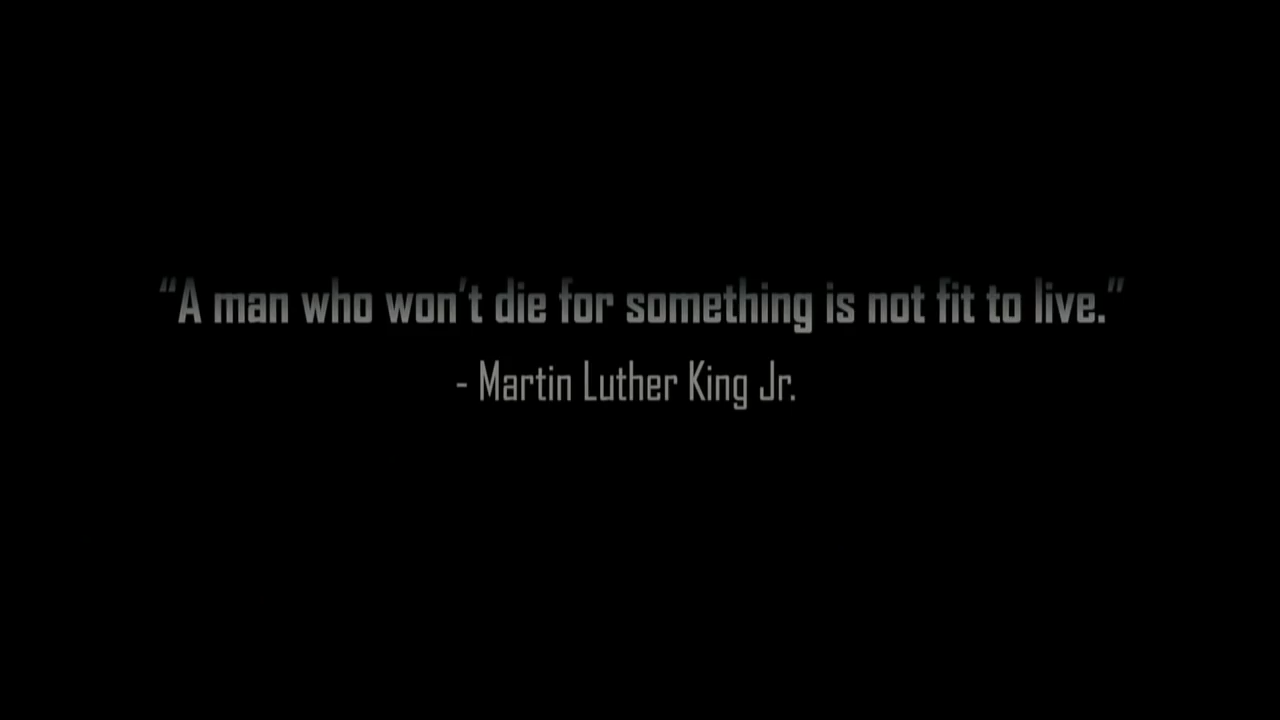 “A man who won’t die for something is not fit to live.”
- Martin Luther King Jr.